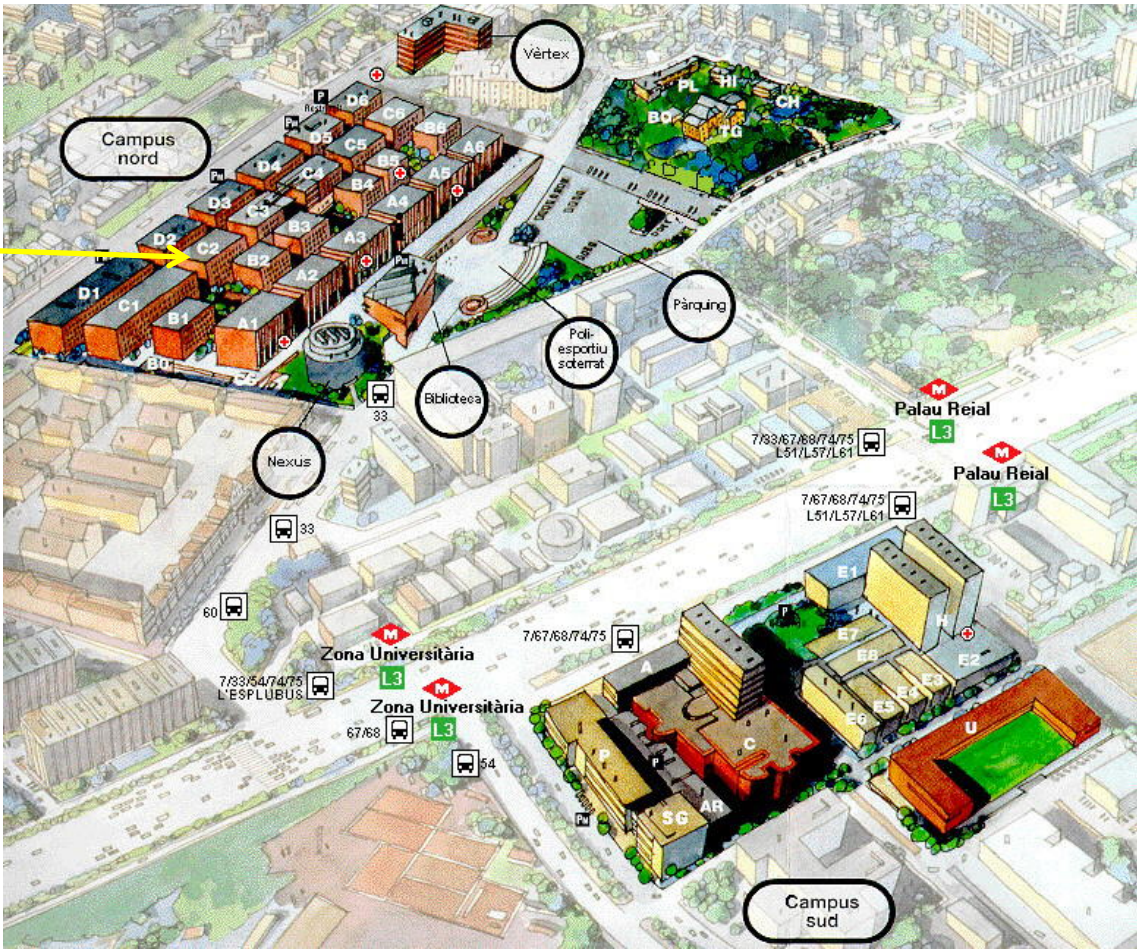 Vèrtex
Campus
nord
PL
HI
CH
BO
TG
P
D6
C6
B6
A6
PM
D5
C5
B5
A5
D4
C4
B4
A4
PM
D3
C3
B3
A3
D2
C2
B2
A2
PM
D1
C1
B1
A1
Pàrquing
Poli-
esportiu
soterrat
Biblioteca
Nexus
33
33
60
Palau Reial
L3
7/33/67/68/74/75
L51/L57/L61
Palau Reial
L3
7/67/68/74/75
L51/L57/L61
M
Zona Universitària
L3
7/33/54/74/75
L'ESPLUBUS
M
Zona Universitària
L3
67/68
54
7/67/68/74/75
A
E1
H
E7
E8
E2
E3
E4
E5
E6
P
U
C
P
P
AR
SG
PM
Campus
sud